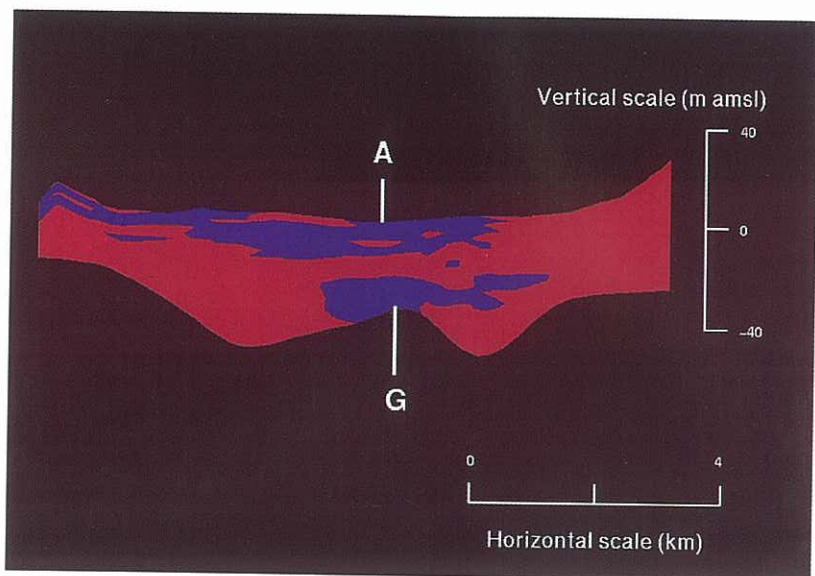 Vertical scale (m amsl)
40
A
0
–40
G
0 4
Horizontal scale (km)